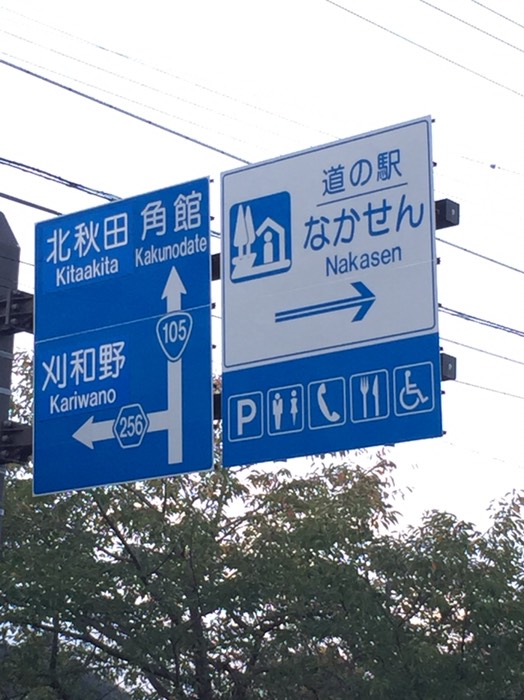 北秋田 角館
Kitaakita Kakunodate
105
刈和野
Kariwano
256
道の駅
なかせん
Nakasen
P